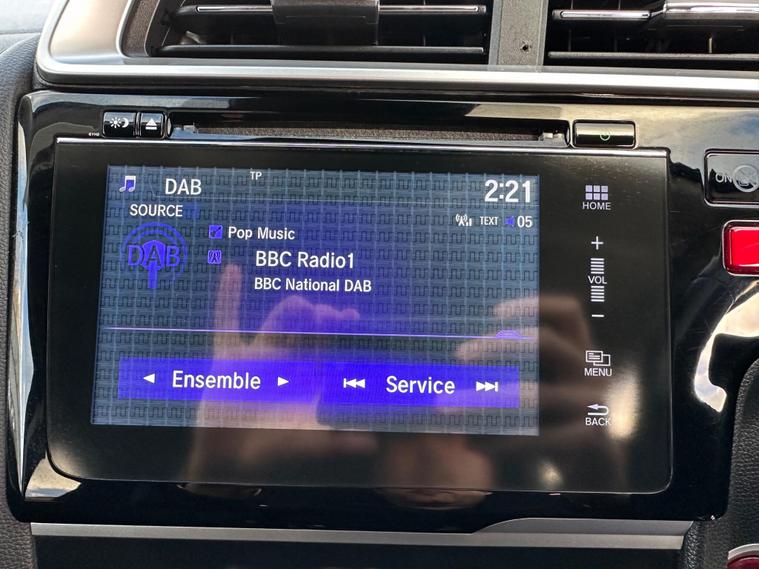 DAB
TP
2:21
SOURCE
TEXT
05
DAB
Pop Music
BBC Radio1
BBC National DAB
Ensemble
Service
HOME
+
VOL
−
MENU
BACK
ON